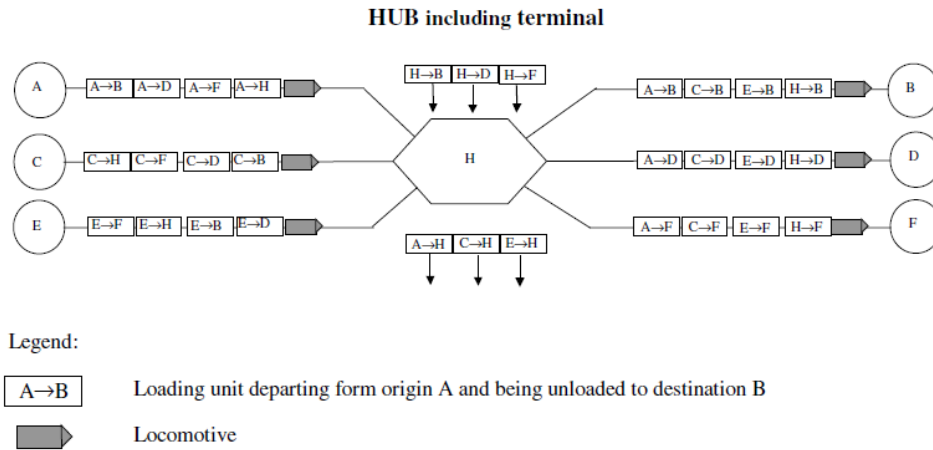 HUB including terminal
A A→B A→D A→F A→H H→B H→D H→F A→B C→B E→B H→B B
C C→H C→F C→D C→B H A→D C→D E→D H→D D
E E→F E→H E→B E→D A→F C→F E→F H→F F
A→H C→H E→H
Legend:
A→B Loading unit departing form origin A and being unloaded to destination B
Locomotive